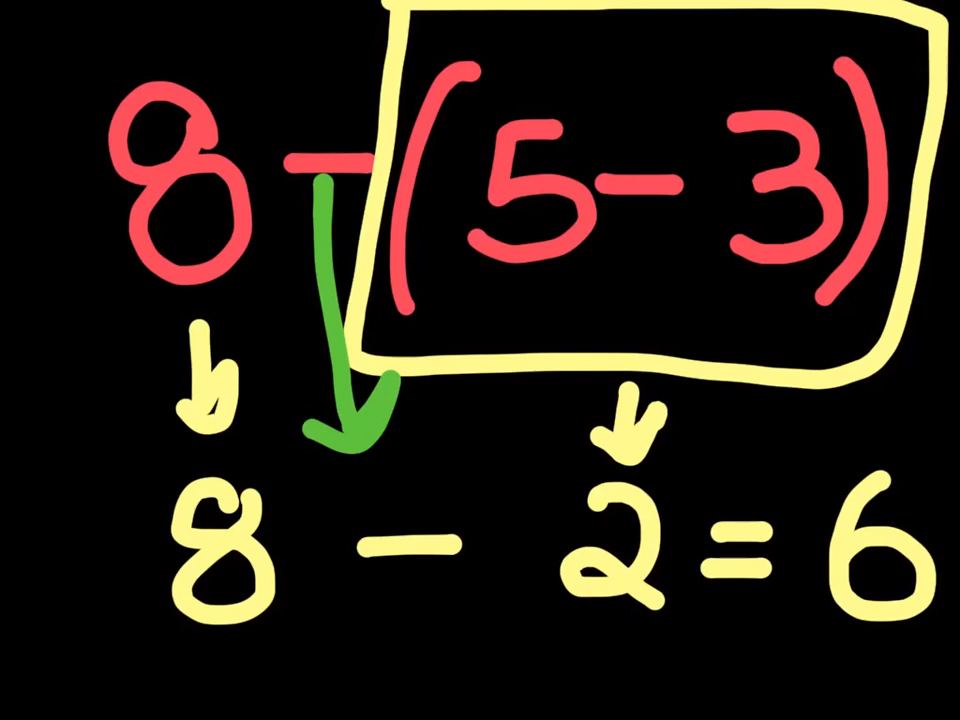 8 - (5 - 3)
8 - 2 = 6